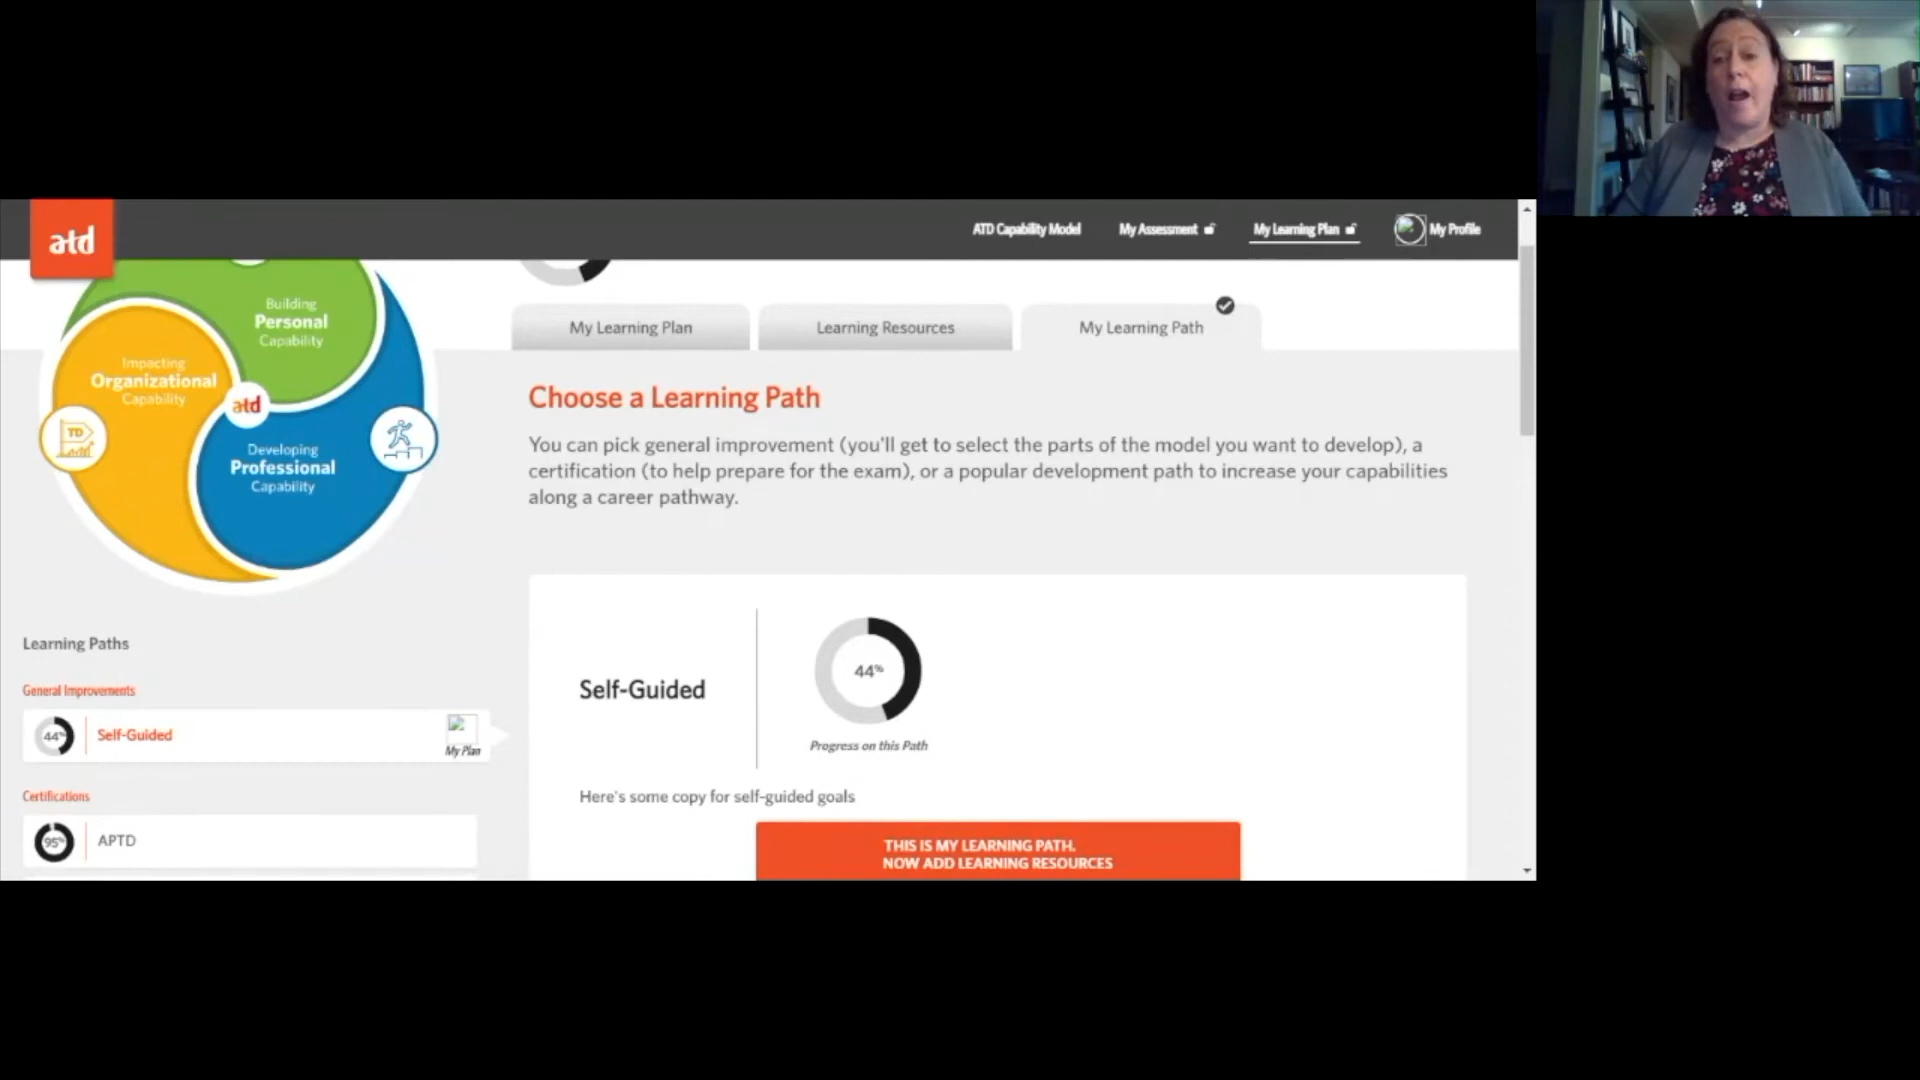 atd
ATD Capability Model
My Assessment
My Learning Plan
My Profile
Building
Personal
Capability
Impacting
Organizational
Capability
atd
TD
Developing
Professional
Capability
My Learning Plan
Learning Resources
My Learning Path
Choose a Learning Path
You can pick general improvement (you'll get to select the parts of the model you want to develop), a
certification (to help prepare for the exam), or a popular development path to increase your capabilities
along a career pathway.
Learning Paths
General Improvements
44%
Self-Guided
My Plan
Certifications
95%
APTD
Self-Guided
44%
Progress on this Path
Here's some copy for self-guided goals
THIS IS MY LEARNING PATH.
NOW ADD LEARNING RESOURCES